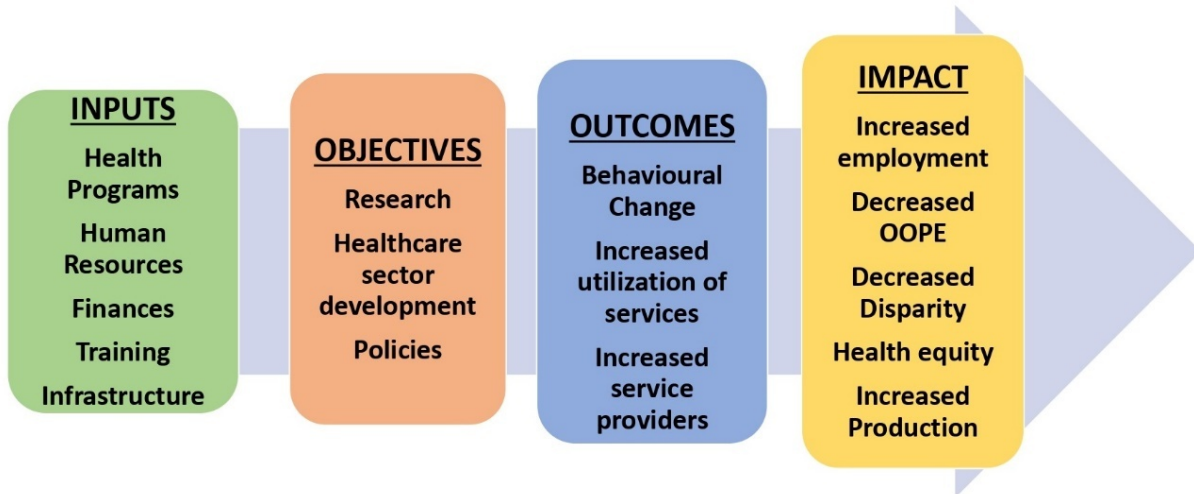 INPUTS
Health
Programs
Human
Resources
Finances
Training
Infrastructure
OBJECTIVES
Research
Healthcare
sector
development
Policies
OUTCOMES
Behavioural
Change
Increased
utilization of
services
Increased
service
providers
IMPACT
Increased
employment
Decreased
OOPE
Decreased
Disparity
Health equity
Increased
Production